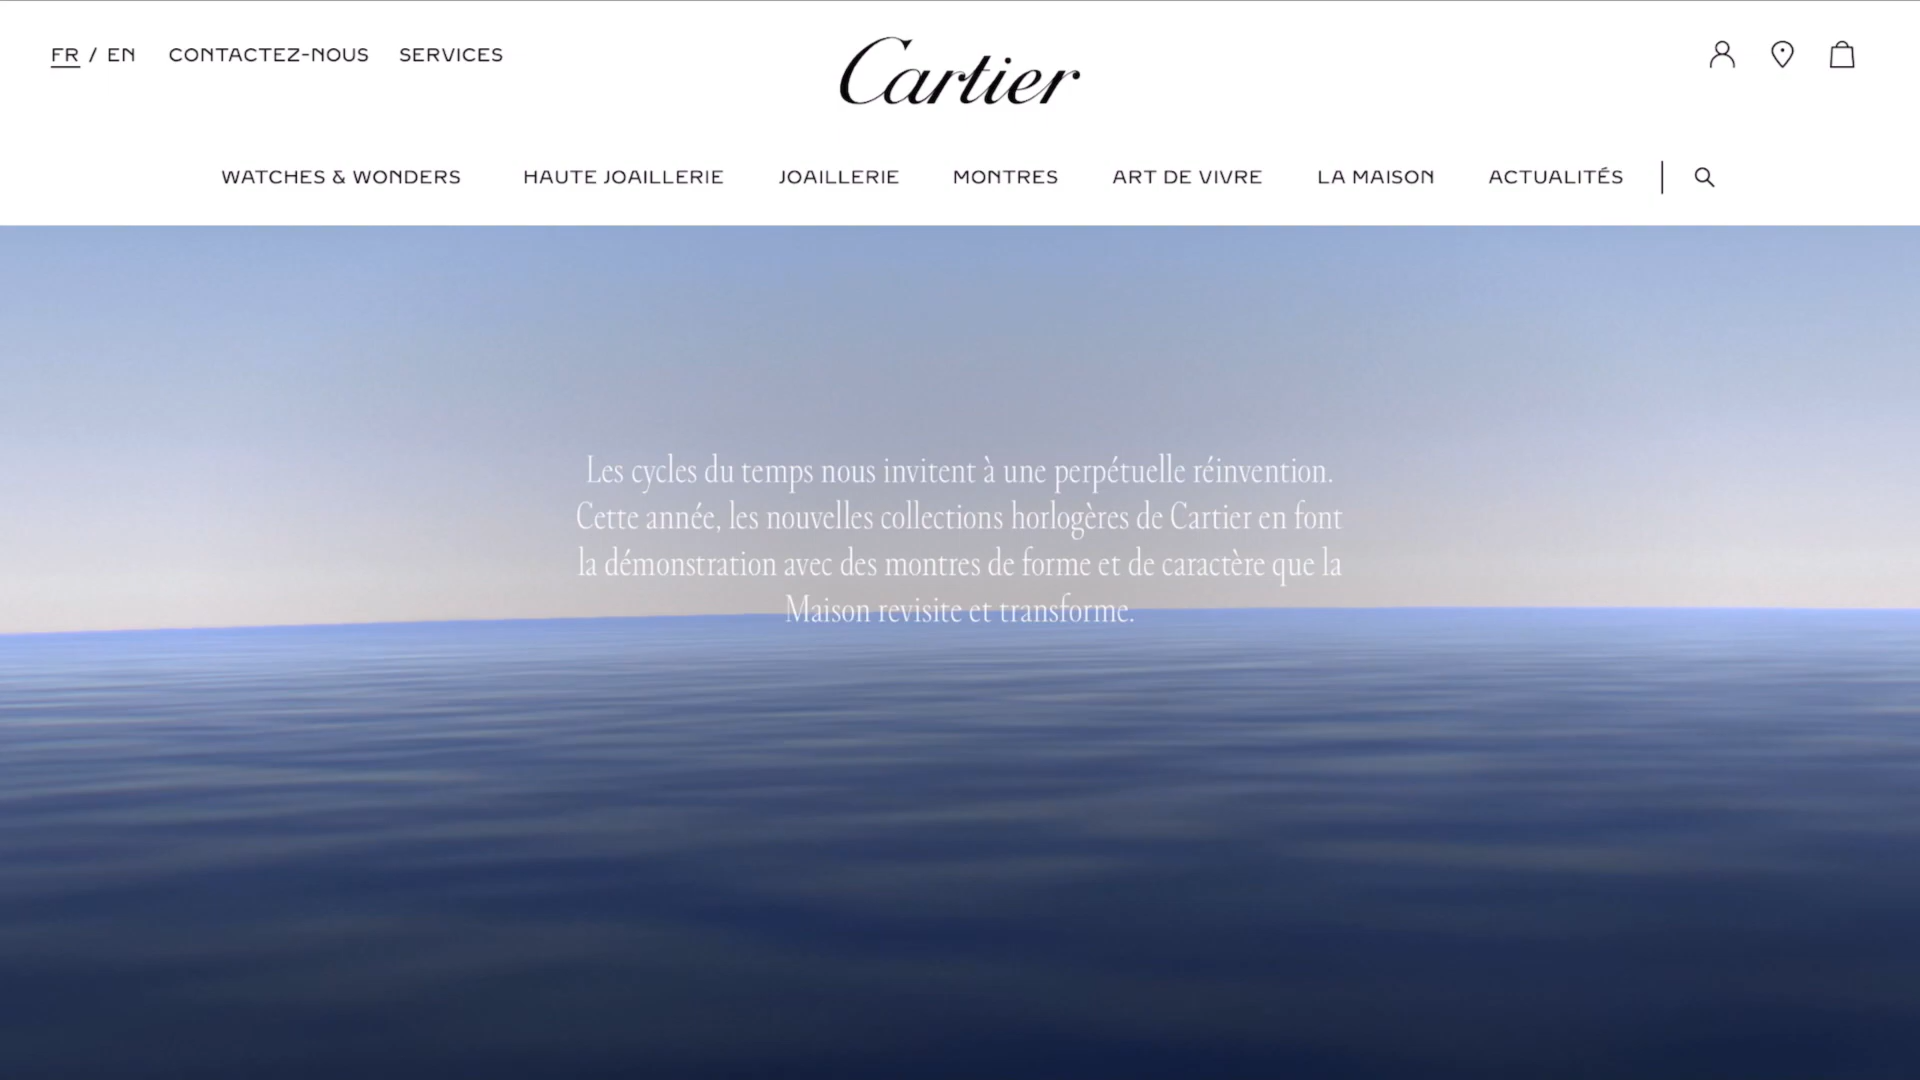 FR / EN CONTACTEZ-NOUS SERVICES
Cartier
WATCHES & WONDERS HAUTE JOAILLERIE JOAILLERIE MONTRES ART DE VIVRE LA MAISON ACTUALITÉS
Les cycles du temps nous invitent à une perpétuelle réinvention.
Cette année, les nouvelles collections horlogères de Cartier en font
la démonstration avec des montres de forme et de caractère que la
Maison revisite et transforme.